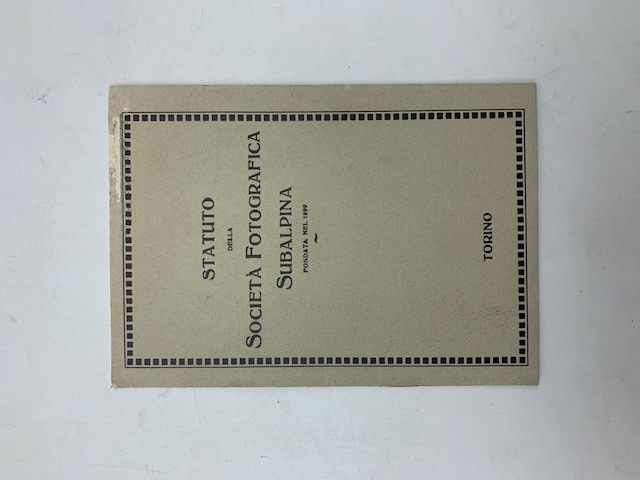 STATUTO
DELLA
SOCIETÀ FOTOGRAFICA
SUBALPINA
FONDATA NEL 1899
TORINO